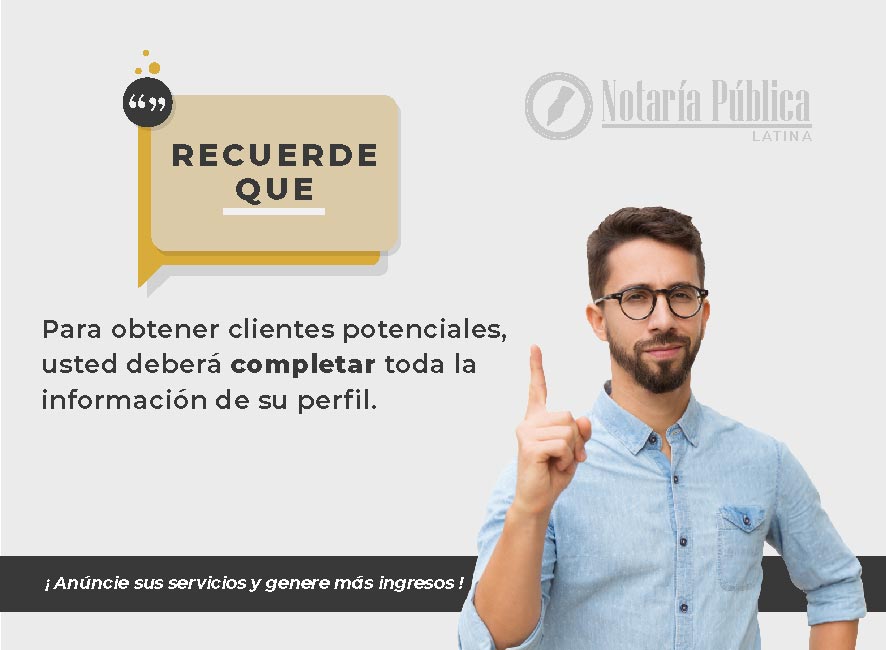 “”
RECUERDE
QUE
Notaría Pública
LATINA
Para obtener clientes potenciales,
usted deberá completar toda la
información de su perfil.
¡ Anúncie sus servicios y genere más ingresos !